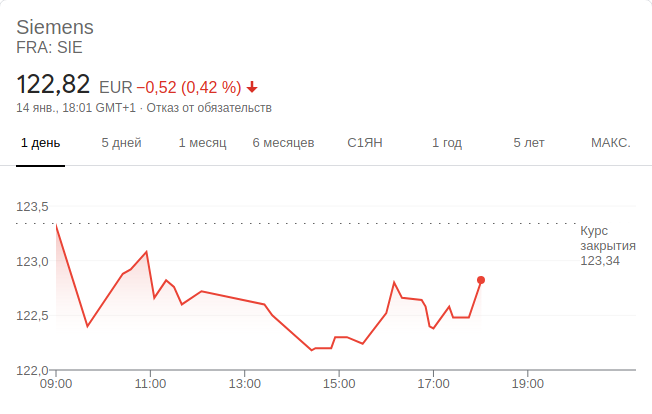 Siemens
FRA: SIE
122,82 EUR −0,52 (0,42 %)
14 янв., 18:01 GMT+1 · Отказ от обязательств
1 день 5 дней 1 месяц 6 месяцев С1ЯН 1 год 5 лет МАКС.
123,5
Курс
закрытия
123,34
123,0
122,5
122,0
09:00 11:00 13:00 15:00 17:00 19:00